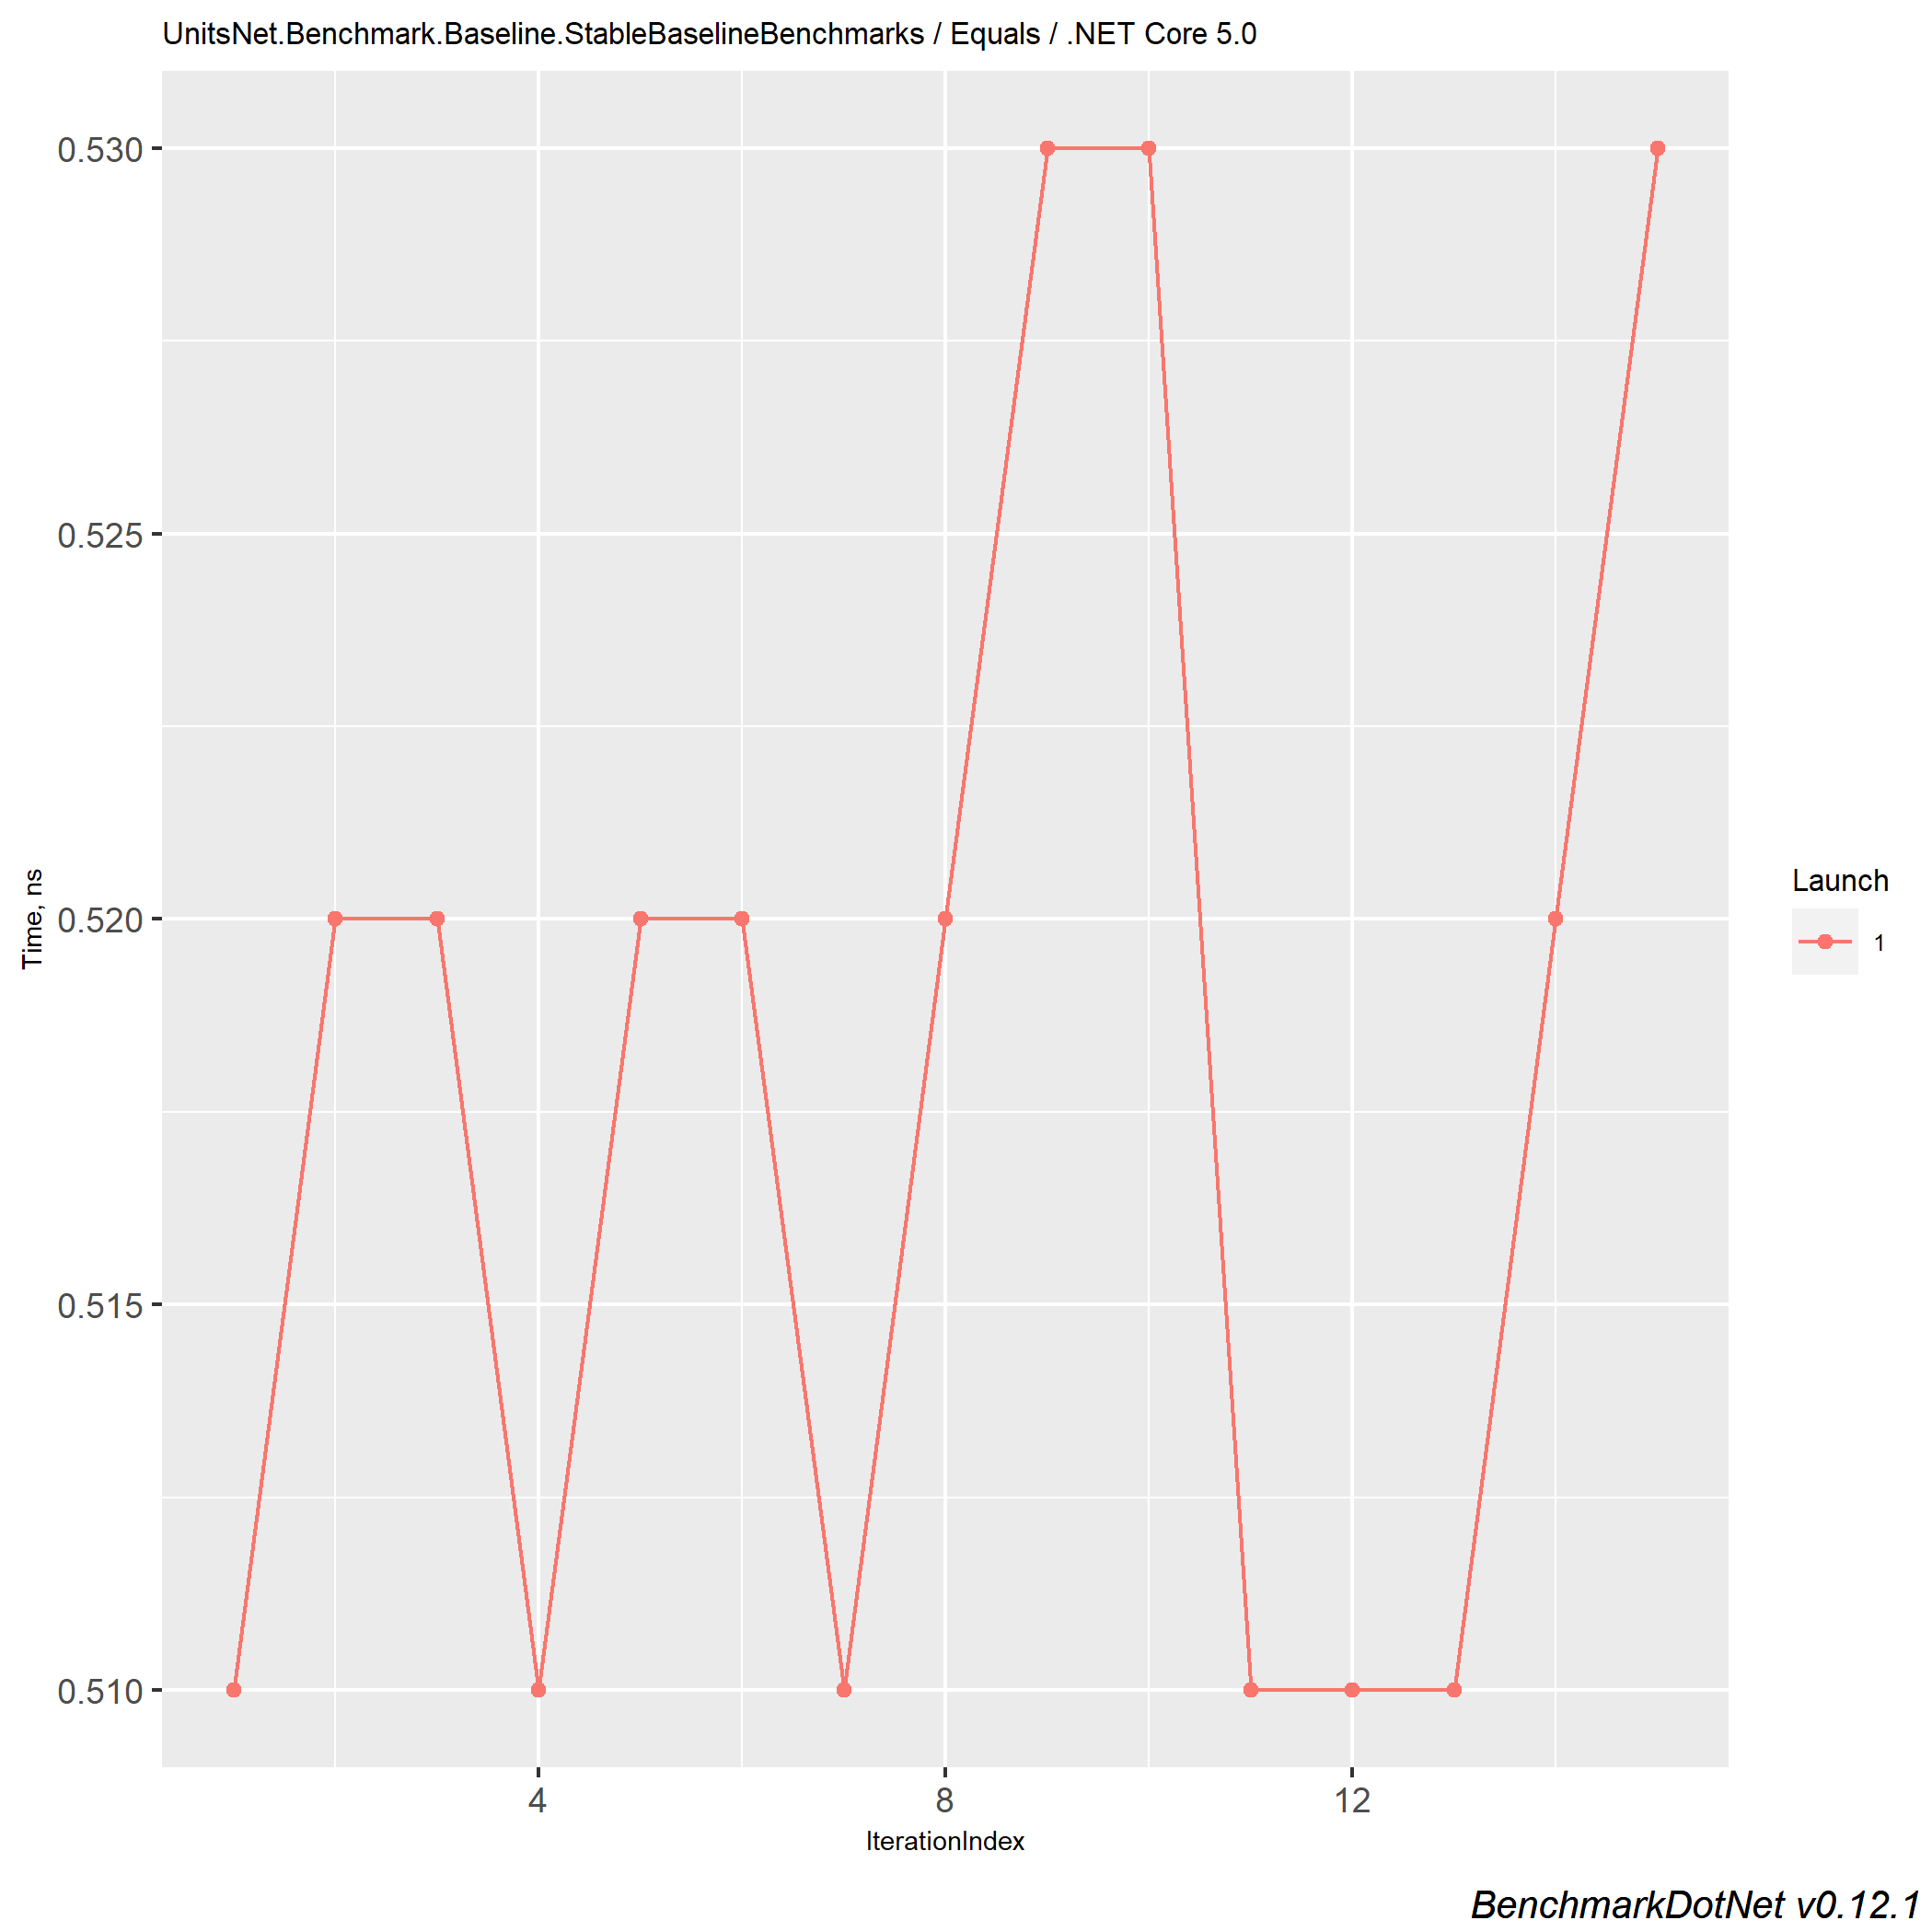 UnitsNet.Benchmark.Baseline.StableBaselineBenchmarks / Equals / .NET Core 5.0
Time, ns
0.530
0.525
0.520
0.515
0.510
4
8
12
IterationIndex
Launch
1
BenchmarkDotNet v0.12.1